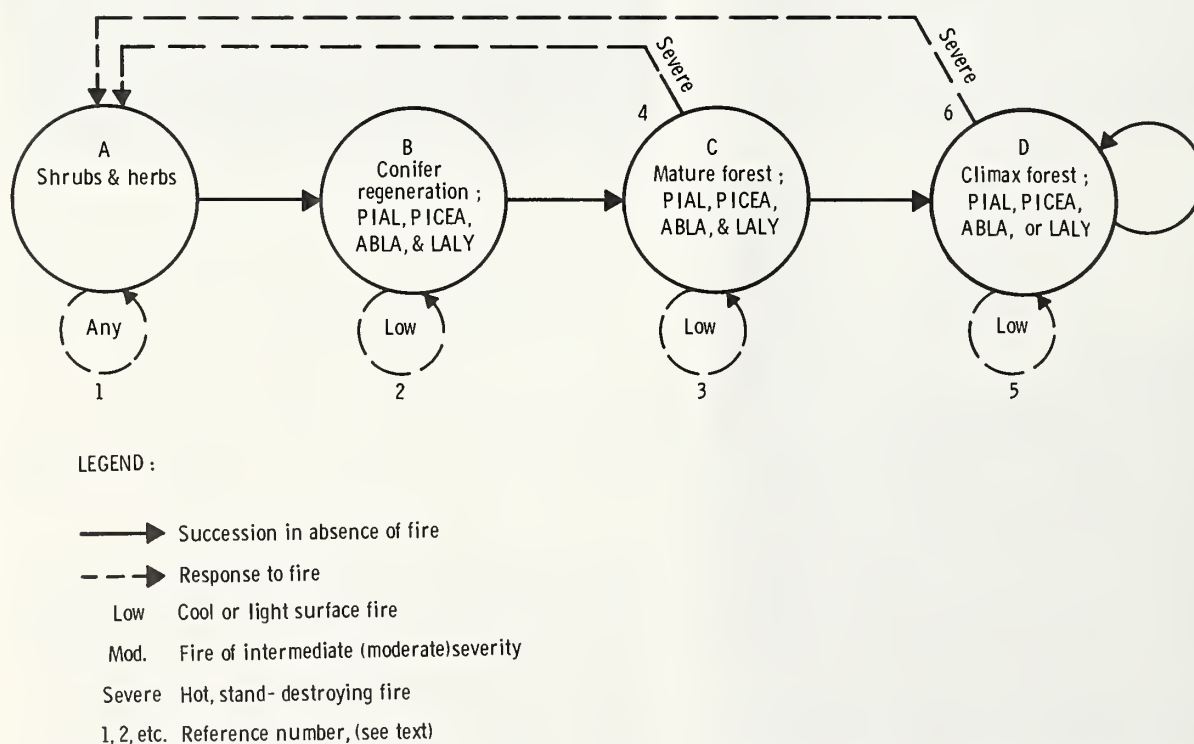 Severe
Severe
4
6
A
Shrubs & herbs
B
Conifer
regeneration ;
PIAL, PICEA,
ABLA, & LALY
C
Mature forest ;
PIAL, PICEA,
ABLA, & LALY
D
Climax forest ;
PIAL, PICEA,
ABLA, or LALY
Any
Low
Low
Low
1
2
3
5
LEGEND :
Succession in absence of fire
Response to fire
Low Cool or light surface fire
Mod. Fire of intermediate (moderate)severity
Severe Hot, stand- destroying fire
1, 2, etc. Reference number, (see text)